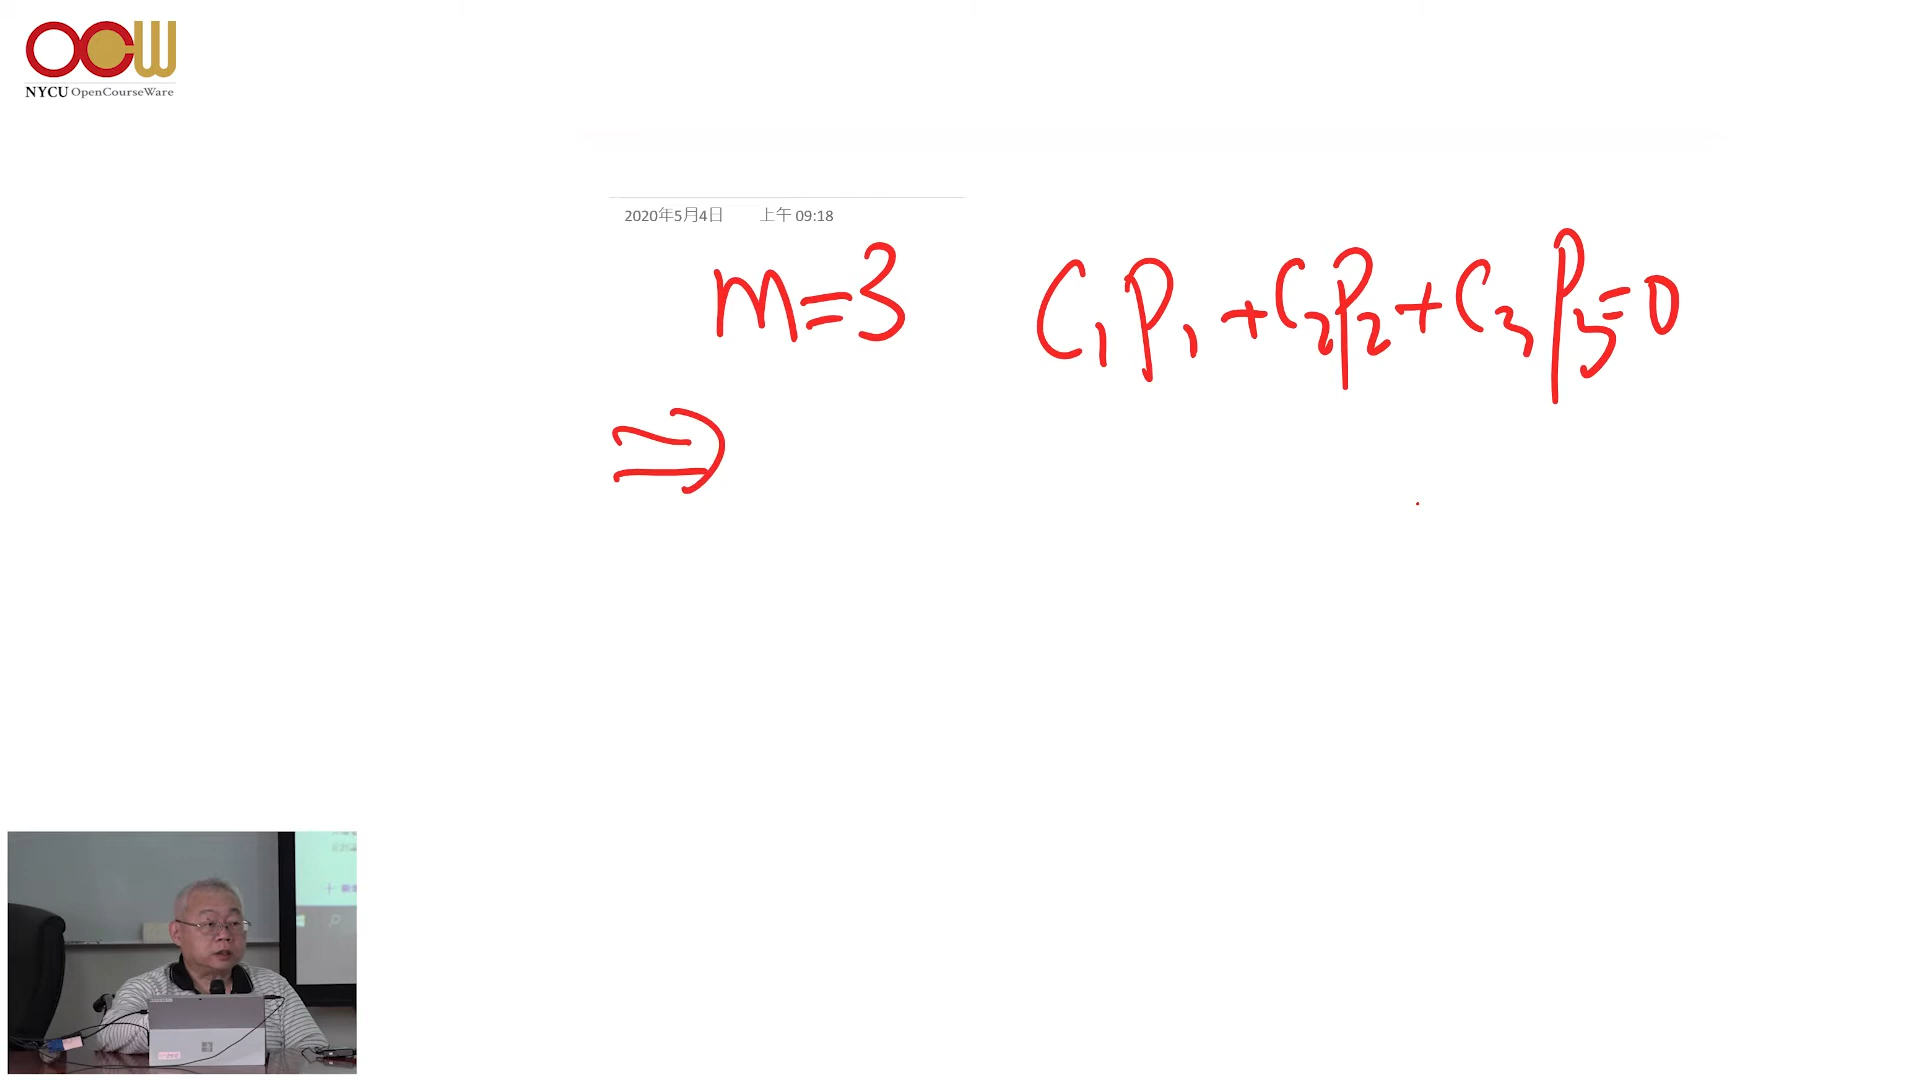 OCW
NYCU OpenCourseWare
2020年5月4日 上午 09:18
m=3 C₁P₁+C₂P₂+C₃P₃=0
⇒